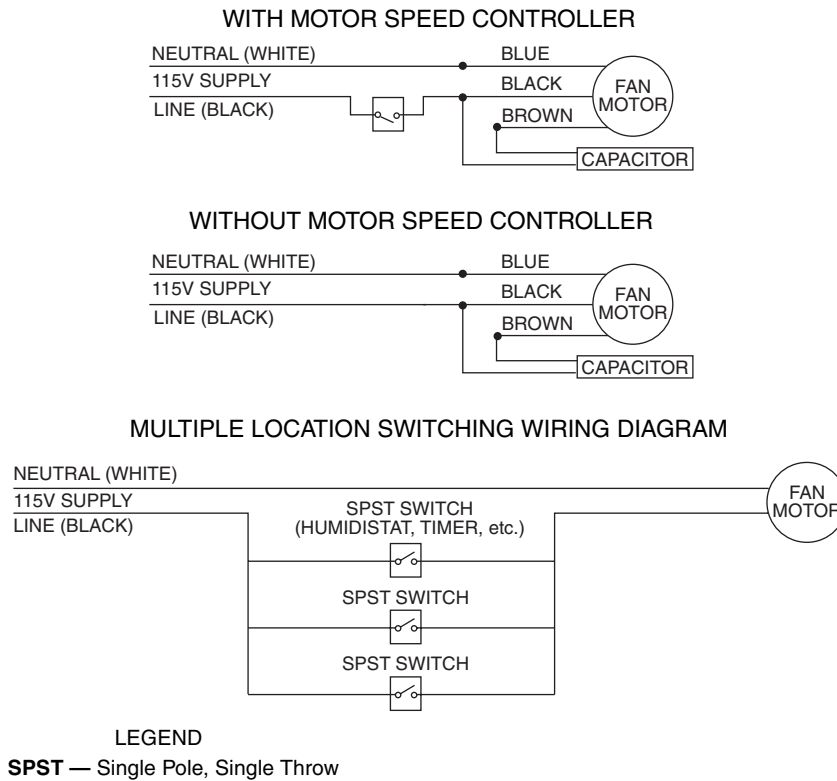 WITH MOTOR SPEED CONTROLLER
NEUTRAL (WHITE)
BLUE
115V SUPPLY
BLACK
LINE (BLACK)
FAN
MOTOR
BROWN
CAPACITOR
WITHOUT MOTOR SPEED CONTROLLER
NEUTRAL (WHITE)
BLUE
115V SUPPLY
BLACK
LINE (BLACK)
FAN
MOTOR
BROWN
CAPACITOR
MULTIPLE LOCATION SWITCHING WIRING DIAGRAM
NEUTRAL (WHITE)
115V SUPPLY
LINE (BLACK)
FAN
MOTOR
SPST SWITCH
(HUMIDISTAT, TIMER, etc.)
SPST SWITCH
SPST SWITCH
LEGEND
SPST — Single Pole, Single Throw